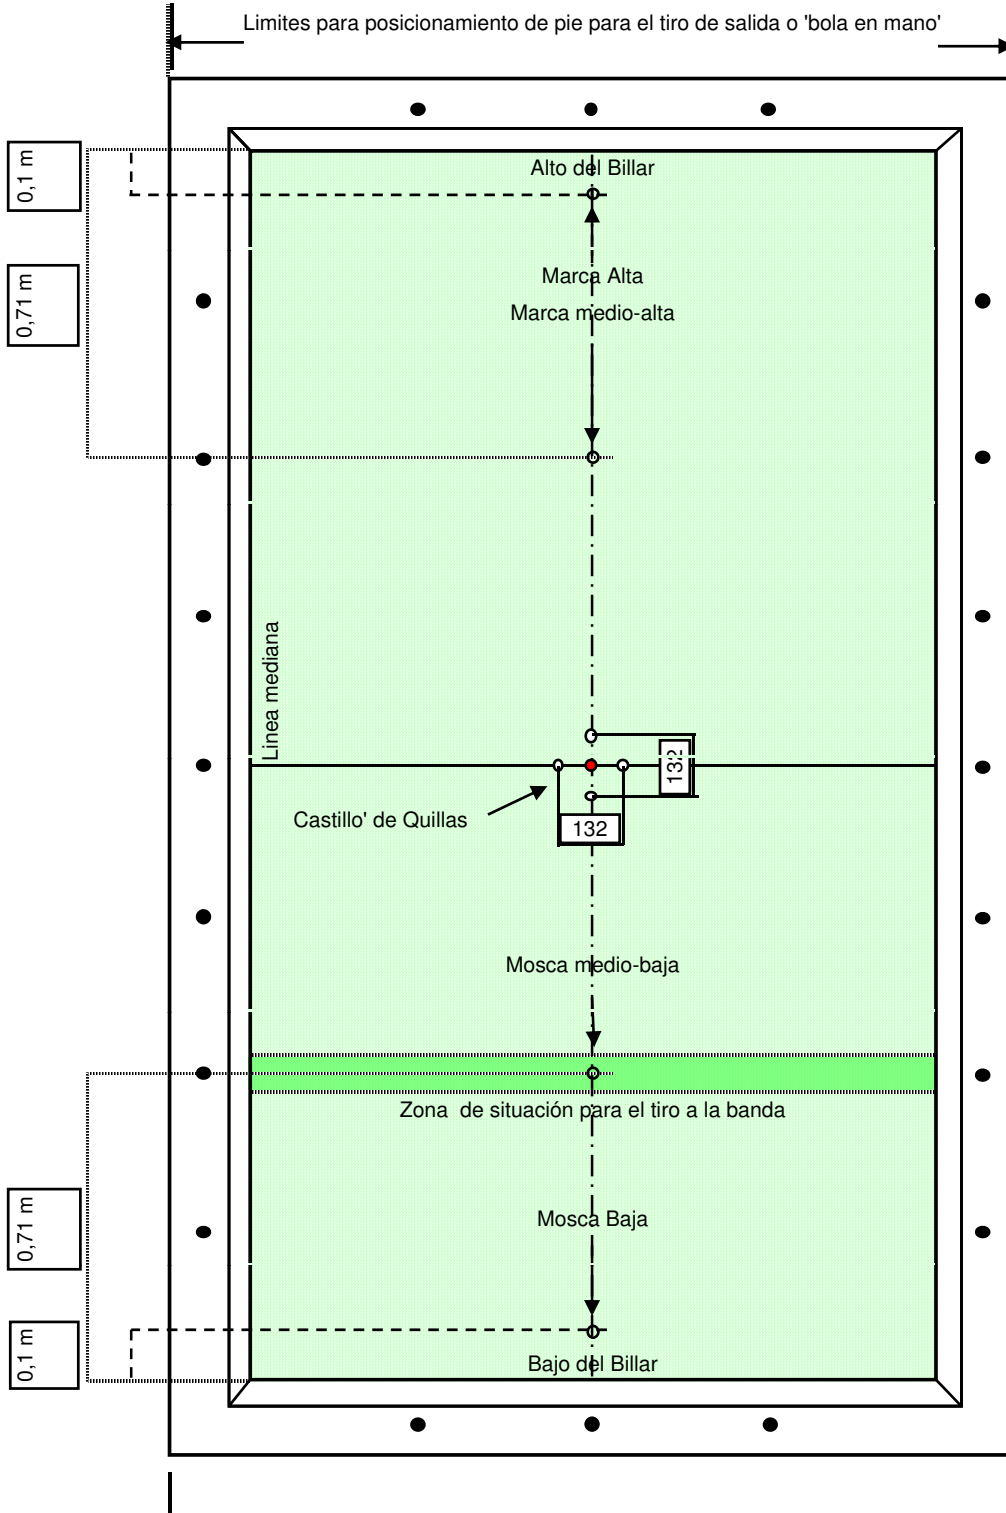 Limites para posicionamiento de pie para el tiro de salida o 'bola en mano'
0,1 m
Alto del Billar
0,71 m
Marca Alta
Marca medio-alta
Linea mediana
132
Castillo' de Quillas
132
Mosca medio-baja
Zona de situación para el tiro a la banda
0,71 m
Mosca Baja
0,1 m
Bajo del Billar